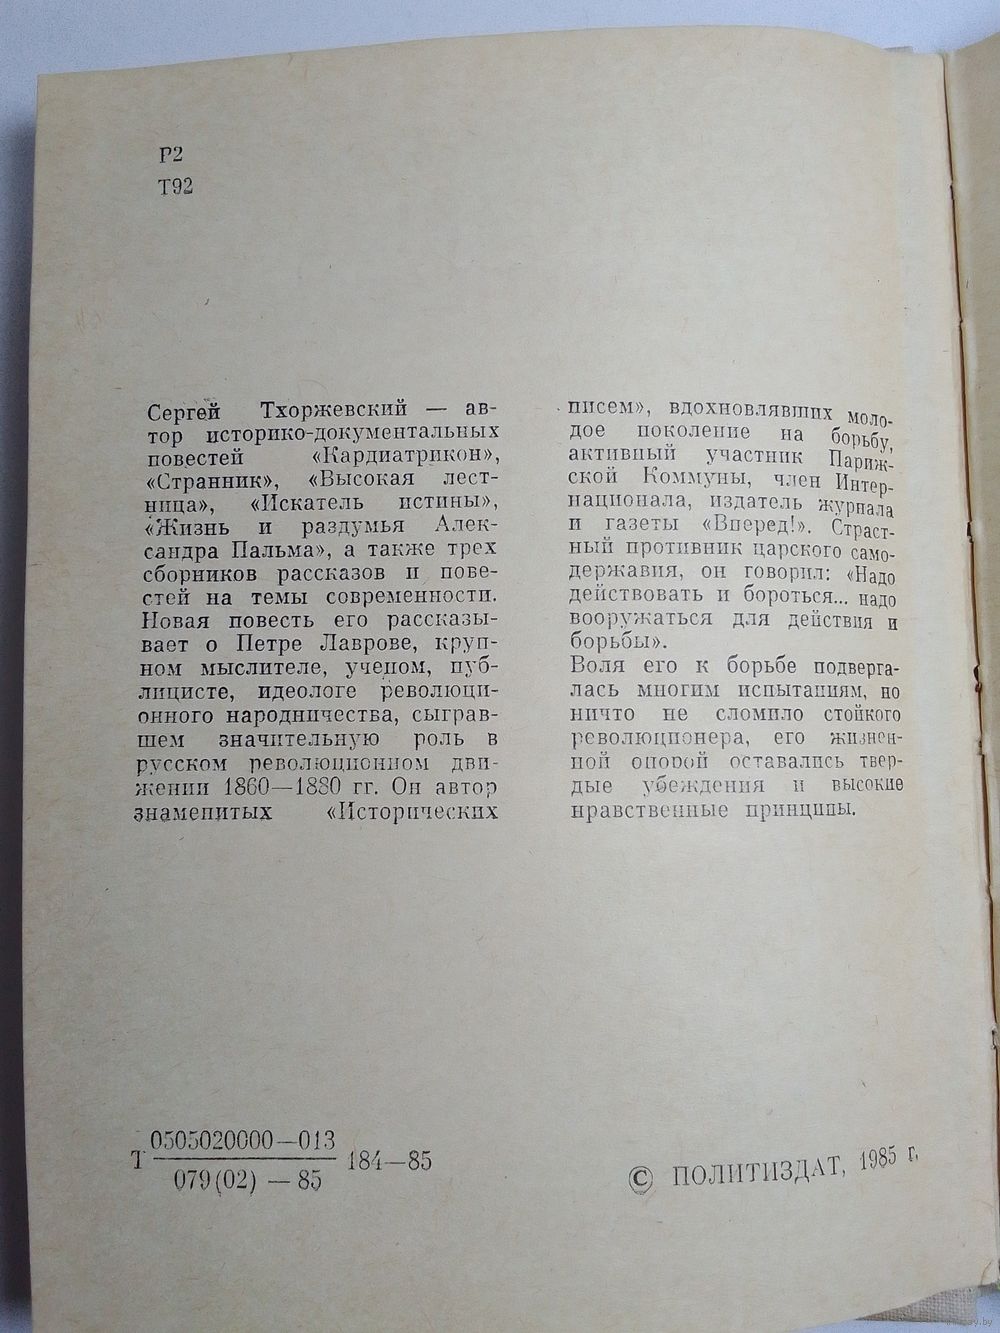 Р2
Т92
Сергей Тхоржевский — ав-
тор историко-документальных
повестей «Кардиатрикон»,
«Странник», «Высокая лест-
ница», «Искатель истины»,
«Жизнь и раздумья Алек-
сандра Пальма», а также трех
сборников рассказов и пове-
стей на темы современности.
Новая повесть его рассказы-
вает о Петре Лаврове, круп-
ном мыслителе, ученом, пуб-
лицисте, идеологе революци-
онного народничества, сыграв-
шем значительную роль в
русском революционном дви-
жении 1860—1880 гг. Он автор
знаменитых «Исторических
писем», вдохновлявших моло-
дое поколение на борьбу,
активный участник Париж-
ской Коммуны, член Интер-
национала, издатель журнала
и газеты «Вперед!». Страст-
ный противник царского само-
державия, он говорил: «Надо
действовать и бороться... надо
вооружаться для действия и
борьбы».
Воля его к борьбе подверга-
лась многим испытаниям, но
ничто не сломило стойкого
революционера, его жизнен-
ной опорой оставались твер-
дые убеждения и высокие
нравственные принципы.
Т 0505020000—013
079(02) — 85
184—85
© ПОЛИТИЗДАТ, 1985 г.